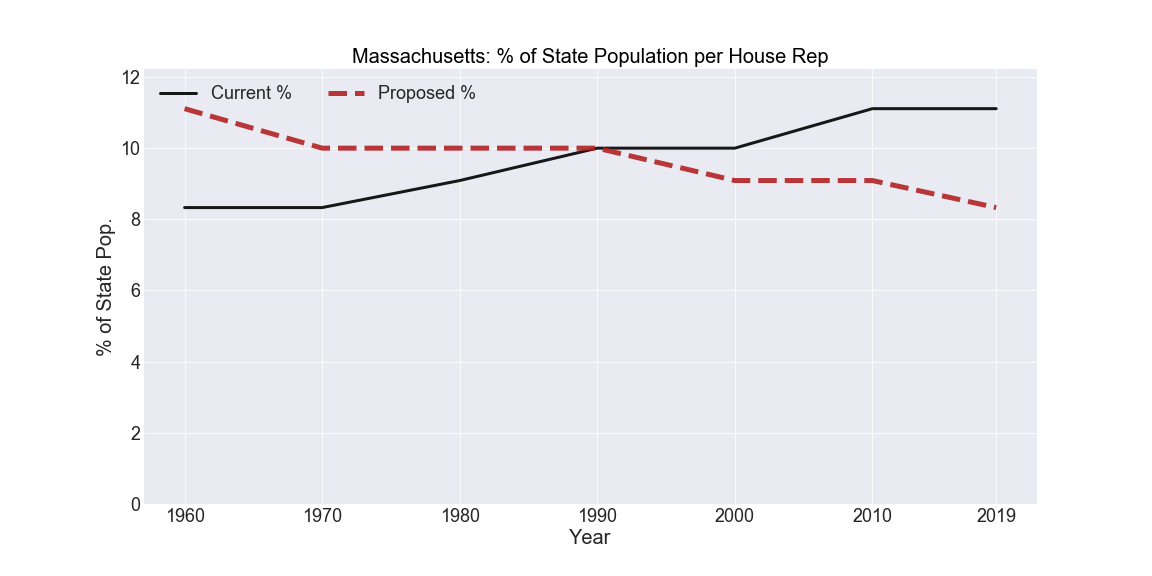 Massachusetts: % of State Population per House Rep
Current % Proposed %
12
10
8
6
4
2
0
% of State Pop.
1960 1970 1980 1990 2000 2010 2019
Year